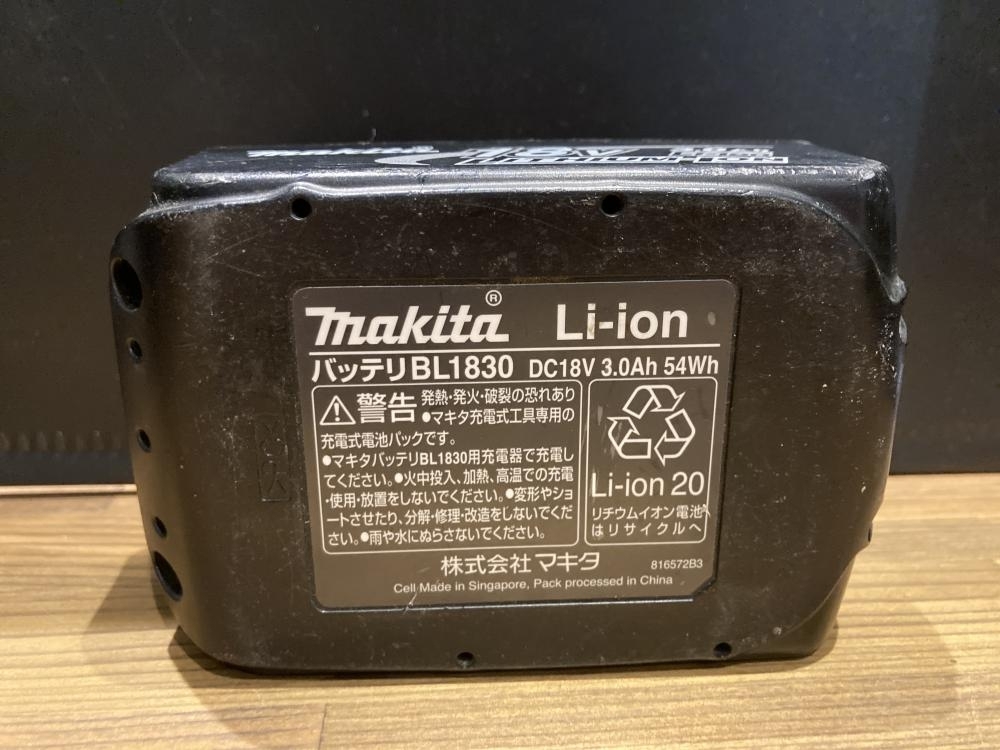 makita 18V
makita® Li-ion
バッテリBL1830 DC18V 3.0Ah 54Wh
警告 発熱・発火・破裂の恐れあり
●マキタ充電式工具専用の
充電式電池パックです。
●マキタバッテリBL1830用充電器で充電し
てください。●火中投入、加熱、高温での充電
・使用・放置をしないでください。●変形やショ
ートさせたり、分解・修理・改造をしないでくだ
さい。●雨や水にぬらさないでください。
Li-ion 20
リチウムイオン電池
はリサイクルへ
株式会社マキタ 816572B3
Cell Made in Singapore, Pack processed in China